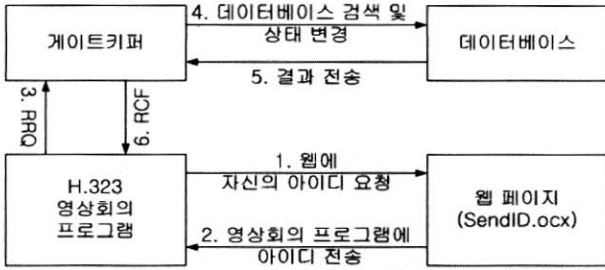 4. 데이터베이스 검색 및
상태 변경
게이트키퍼
데이터베이스
5. 결과 전송
3. RRQ
6. RCF
1. 웹에
자신의 아이디 요청
H.323
영상회의
프로그램
웹 페이지
(SendID.ocx)
2. 영상회의 프로그램에
아이디 전송